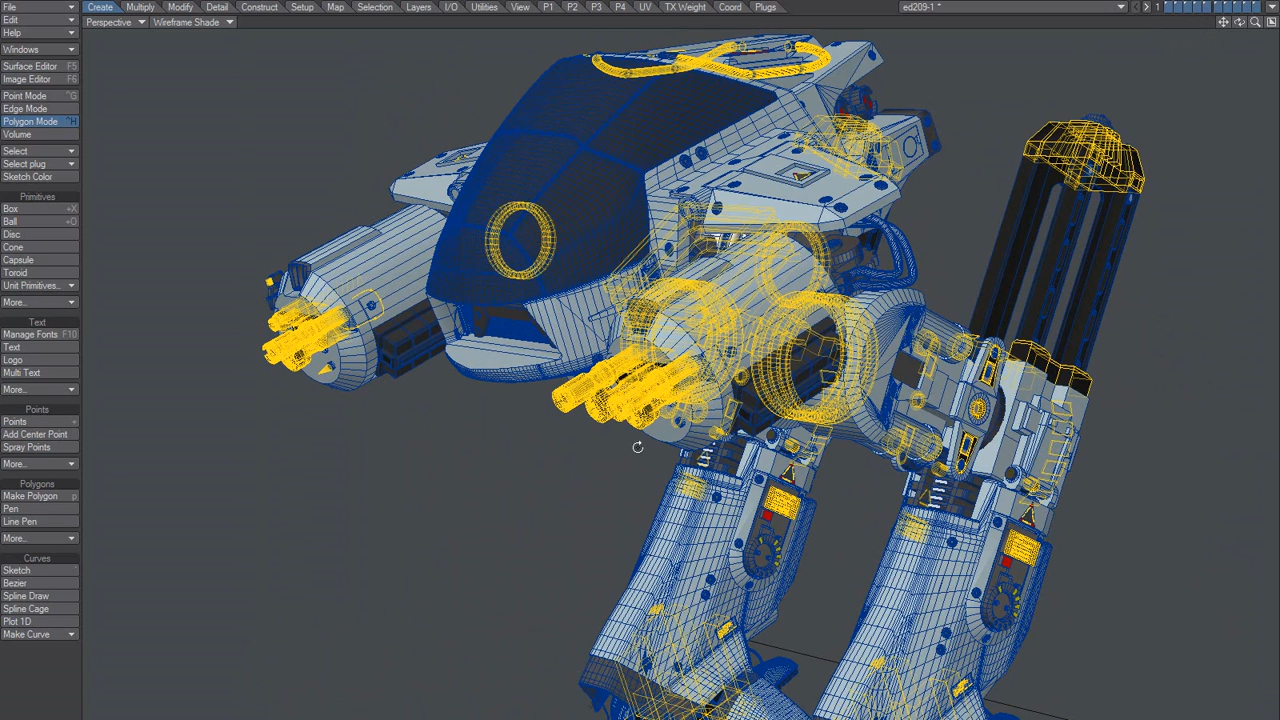 File Create Multiply Modify Detail Construct Setup Map Selection Layers I/O Utilities View P1 P2 P3 P4 UV TX Weight Coord Plugs ed209-1 * 1
Edit Perspective Wireframe Shade
Help
Windows
Surface Editor F5
Image Editor F6
Point Mode ^G
Edge Mode
Polygon Mode ^H
Volume
Select
Select plug
Sketch Color
Primitives
Box +X
Ball +O
Disc
Cone
Capsule
Toroid
Unit Primitives..
More..
Text
Manage Fonts F10
Text
Logo
Multi Text
More..
Points
Points +
Add Center Point
Spray Points
More..
Polygons
Make Polygon p
Pen
Line Pen
More..
Curves
Sketch
Bezier
Spline Draw
Spline Cage
Plot 1D
Make Curve